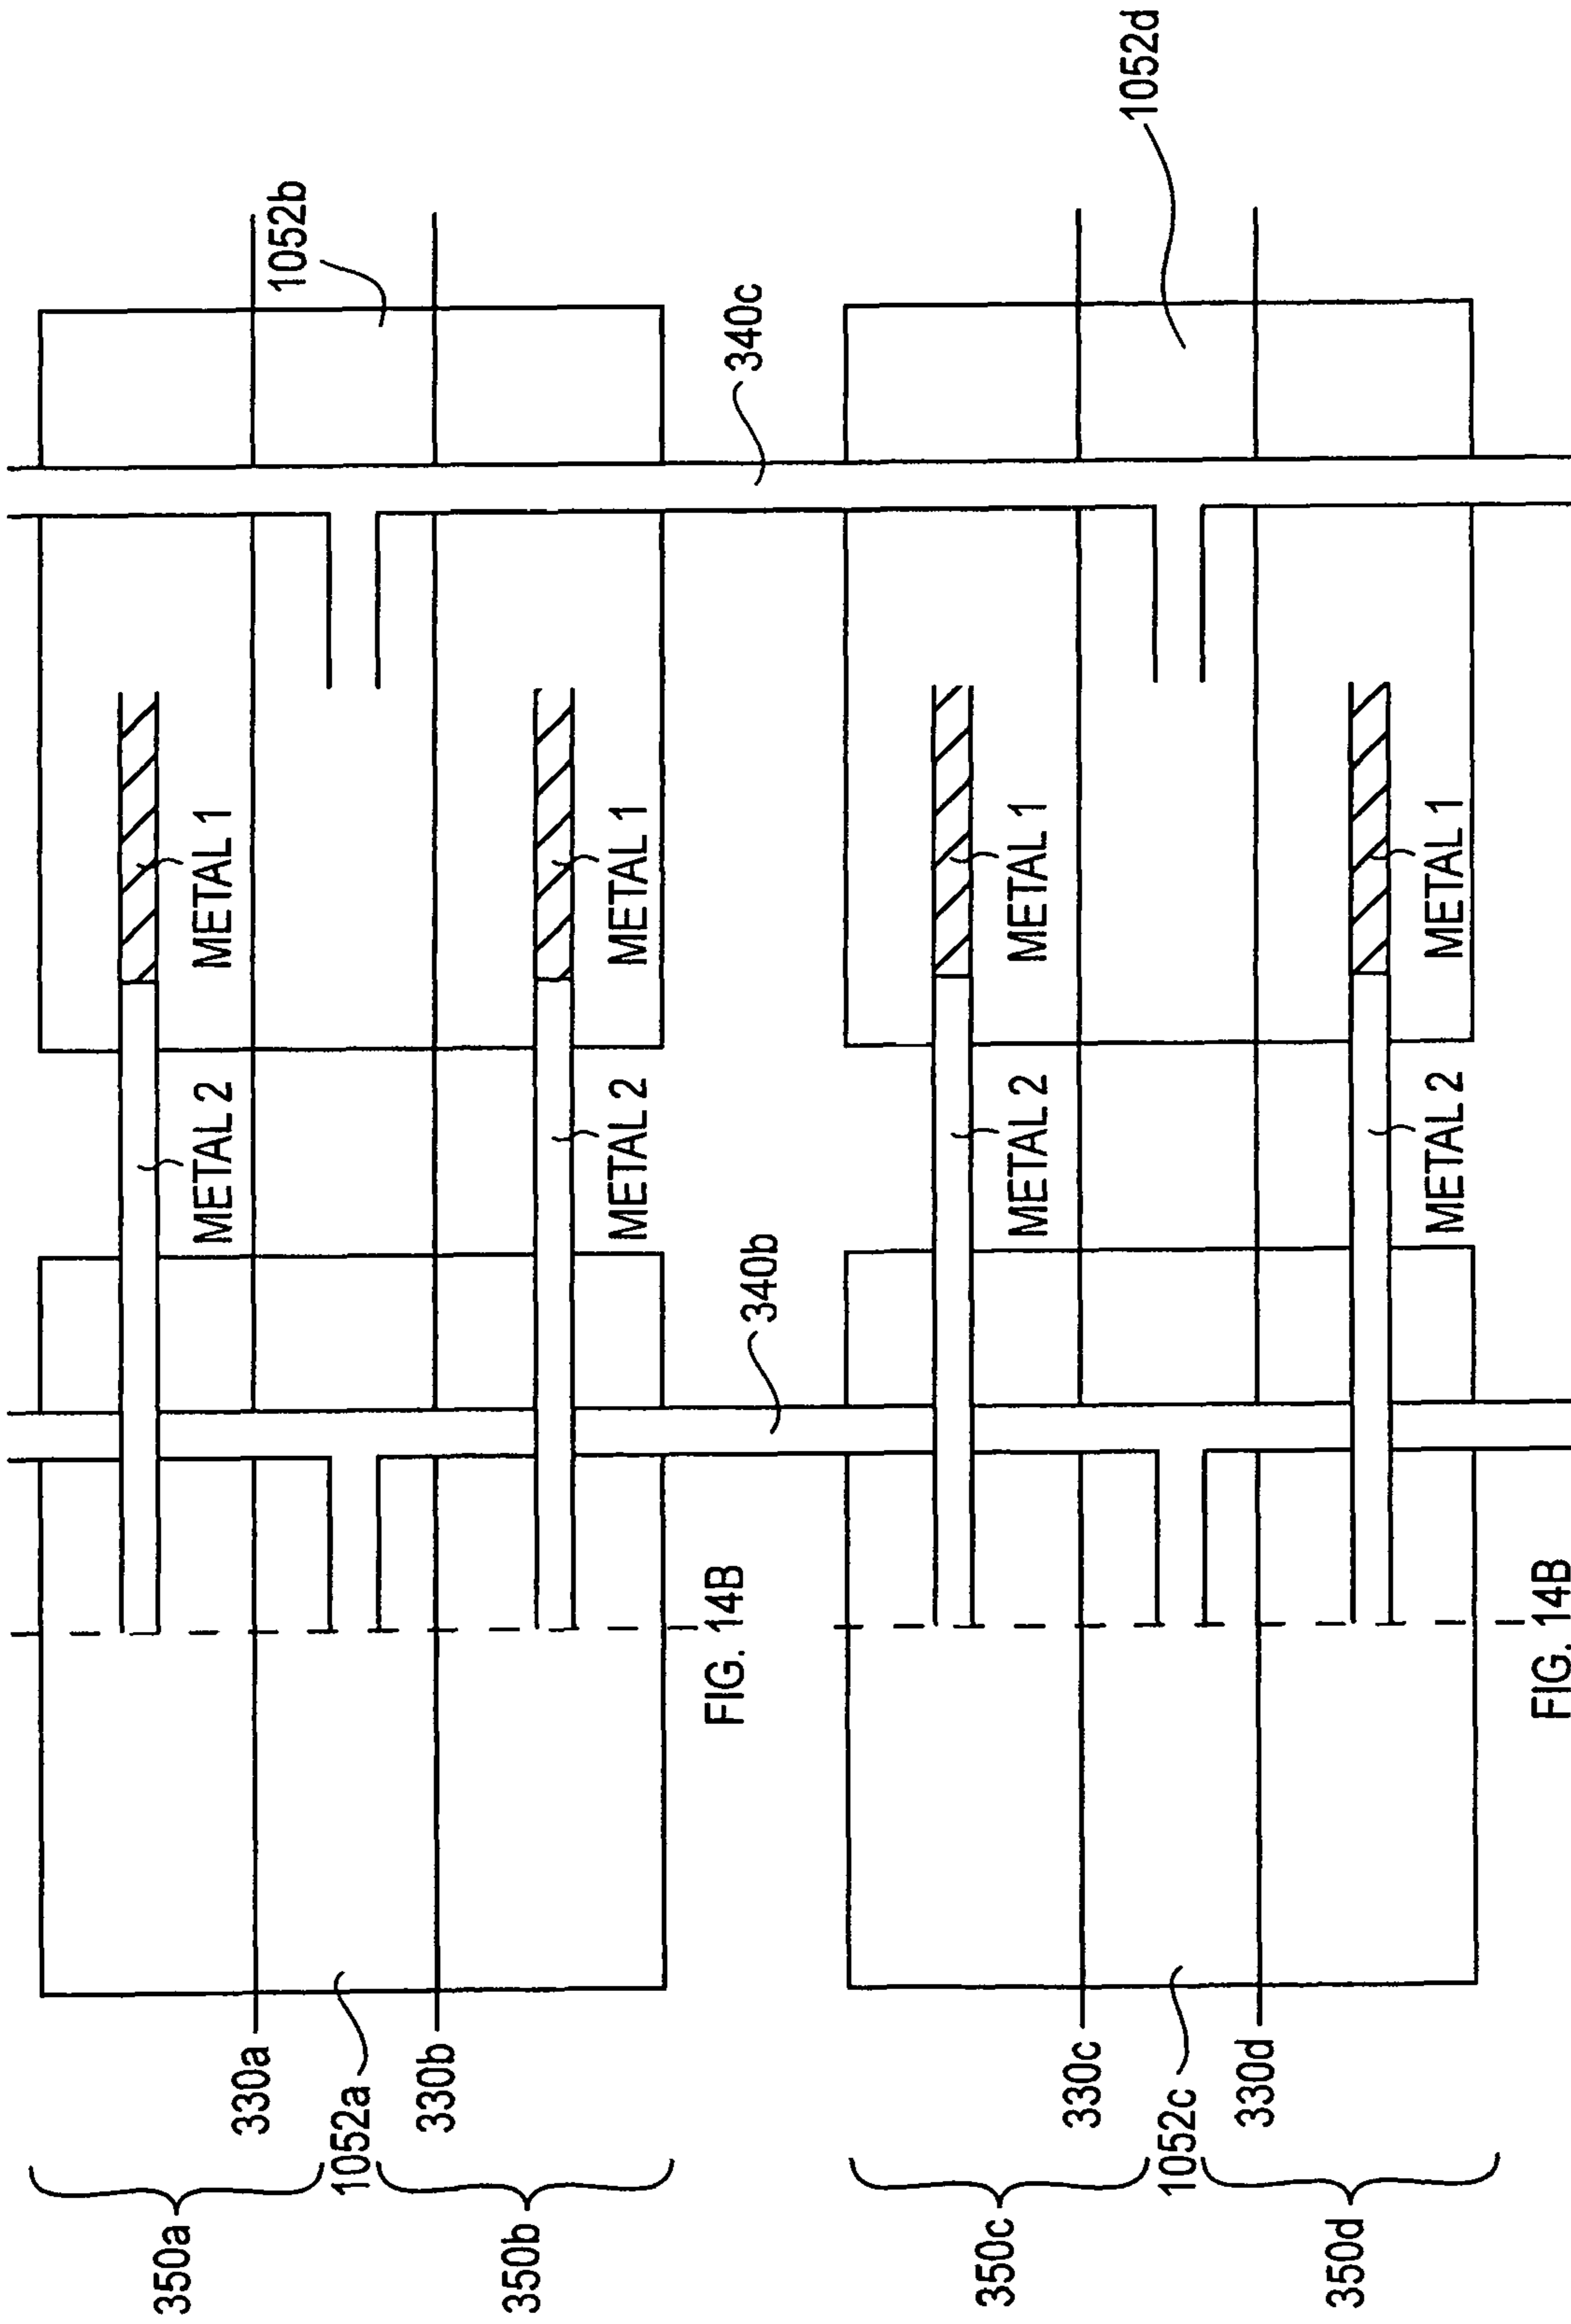 1052d
1052b
340c
METAL 1
METAL 1
METAL 1
METAL 1
METAL 2
METAL 2
METAL 2
METAL 2
340b
FIG. 14B
FIG. 14B
330a
1052a
330b
330c
1052c
330d
350a
350b
350c
350d